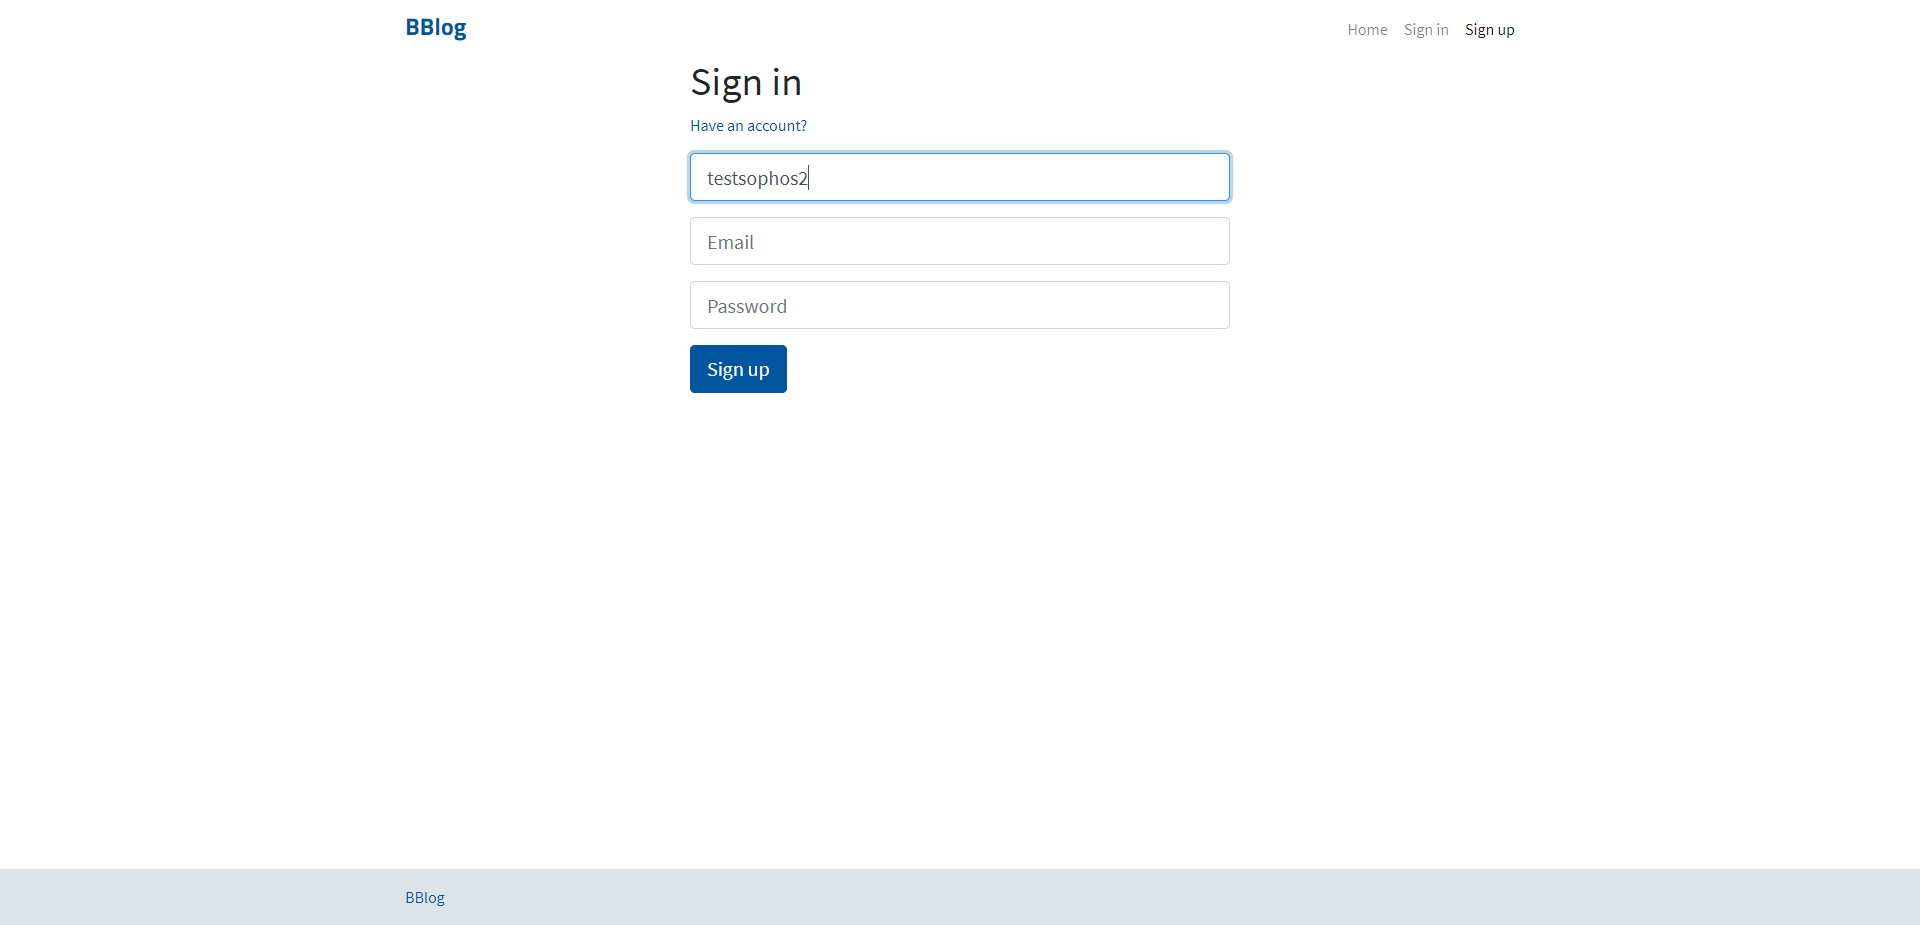 BBlog
Home Sign in Sign up
Sign in
Have an account?
testsophos2
Email
Password
Sign up
BBlog